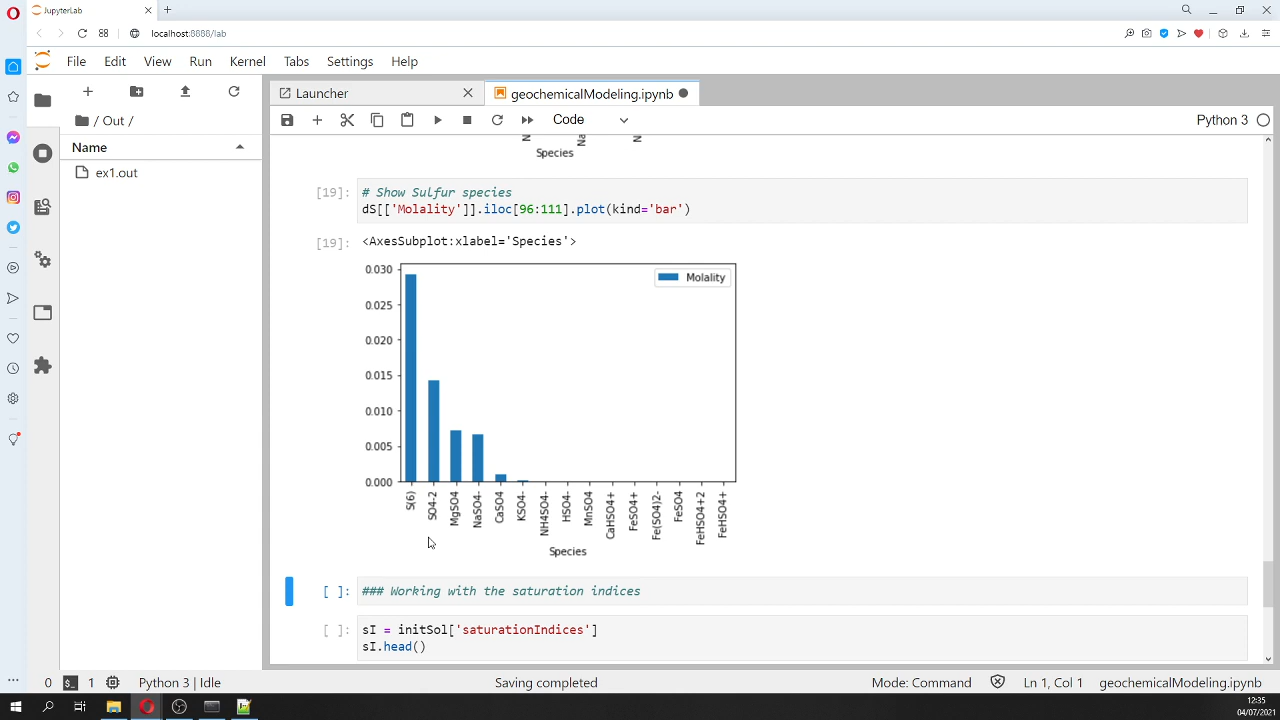 JupyterLab
localhost:8888/lab
File Edit View Run Kernel Tabs Settings Help
Launcher
geochemicalModeling.ipynb
/ Out /
Code
Python 3
Name
ex1.out
Species
[19]:
# Show Sulfur species
dS[['Molality']].iloc[96:111].plot(kind='bar')
[19]:
<AxesSubplot:xlabel='Species'>
Molality
0.030
0.025
0.020
0.015
0.010
0.005
0.000
S(6)
SO4-2
MgSO4
NaSO4-
CaSO4
KSO4-
NH4SO4-
HSO4-
MnSO4
CaHSO4+
FeSO4+
Fe(SO4)2-
FeSO4
FeHSO4+2
FeHSO4+
Species
[ ]:
### Working with the saturation indices
[ ]:
sI = initSol['saturationIndices']
sI.head()
0 1 Python 3 | Idle
Saving completed
Mode: Command
Ln 1, Col 1
geochemicalModeling.ipynb
12:35
04/07/2021